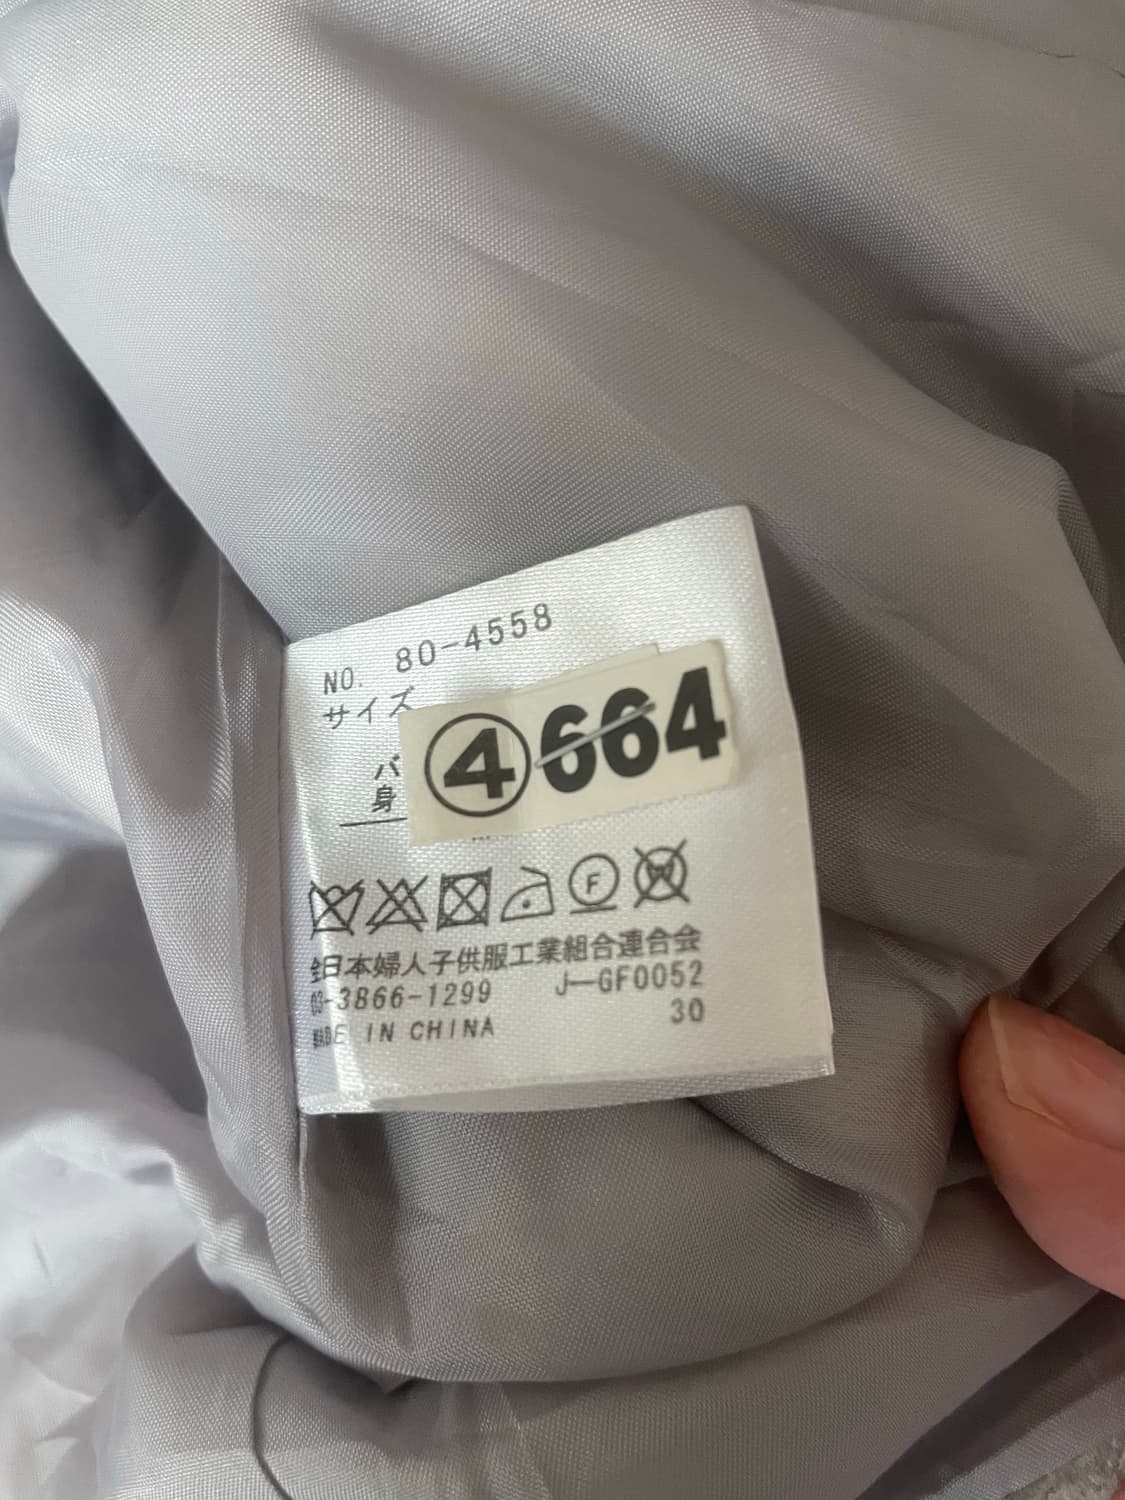 NO. 80-4558
サイズ
④664
バ
身
F
W
全日本婦人子供服工業組合連合会
03-3866-1299 J-GF0052
MADE IN CHINA 30